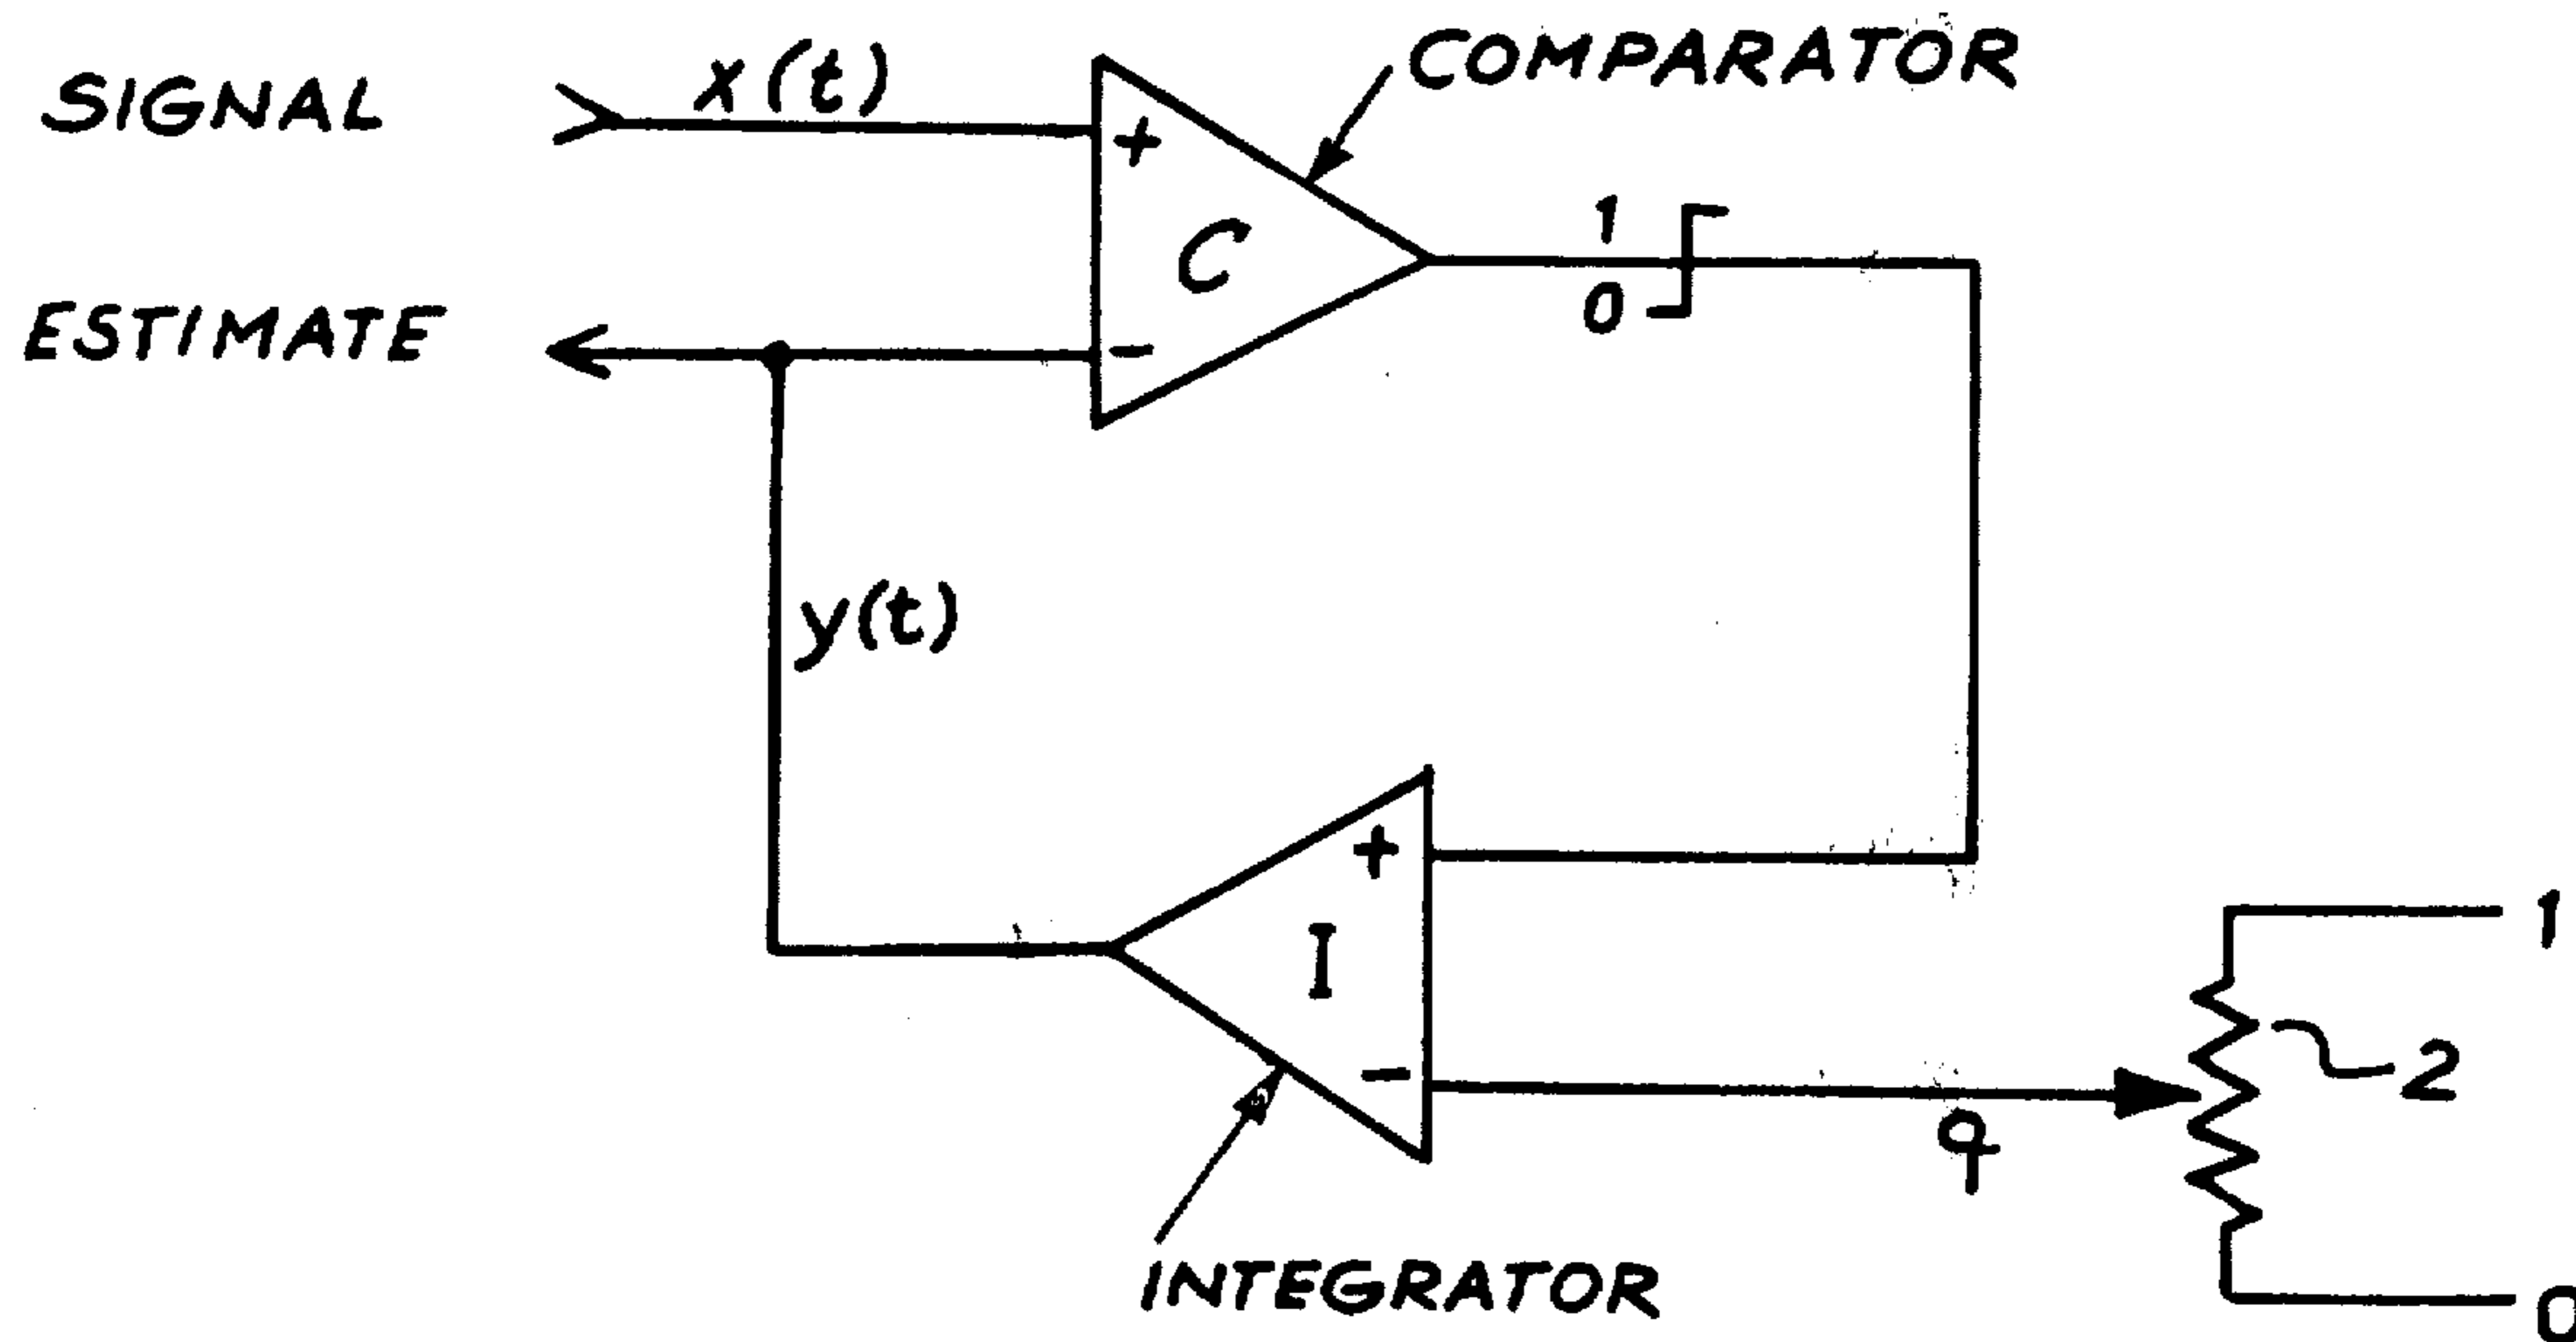 SIGNAL
x(t)
COMPARATOR
+
C
1
0
ESTIMATE
-
y(t)
+
I
-
q
1
2
0
INTEGRATOR